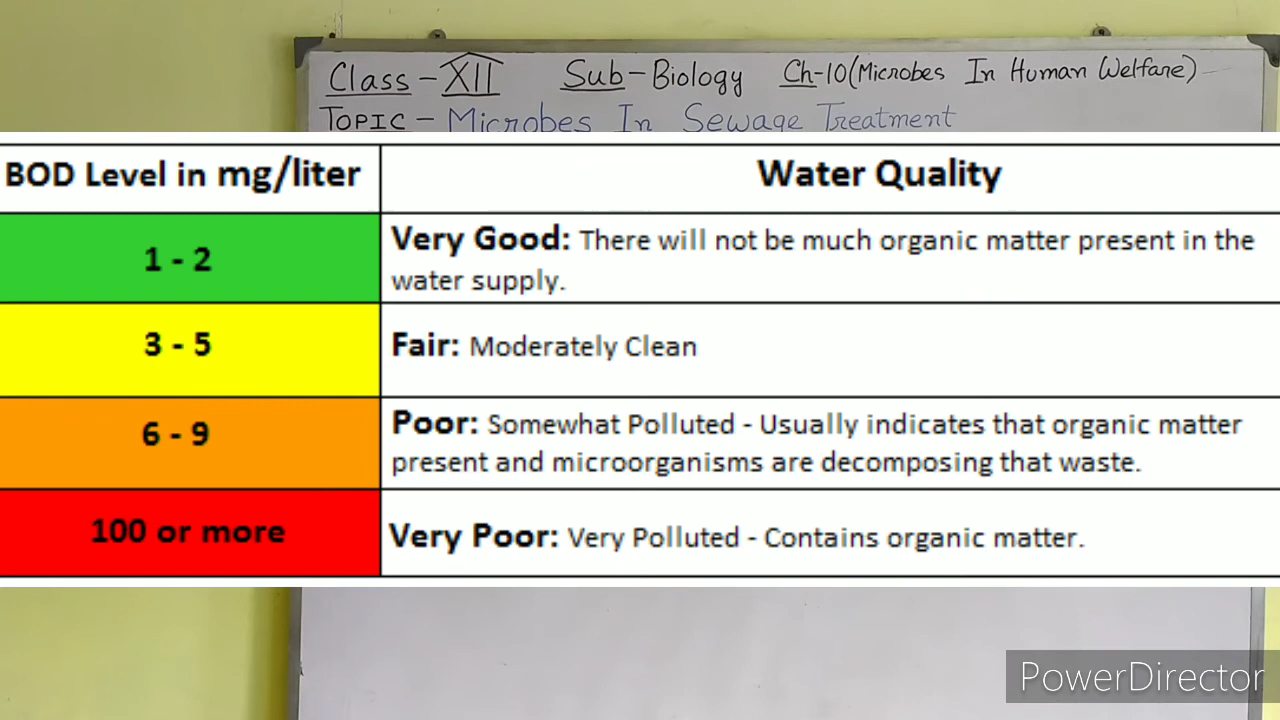 Class - XII Sub - Biology Ch-10 (Microbes In Human Welfare)
TOPIC - Microbes In Sewage Treatment
BOD Level in mg/liter
Water Quality
1 - 2
Very Good: There will not be much organic matter present in the
water supply.
3 - 5
Fair: Moderately Clean
6 - 9
Poor: Somewhat Polluted - Usually indicates that organic matter
present and microorganisms are decomposing that waste.
100 or more
Very Poor: Very Polluted - Contains organic matter.
PowerDirector